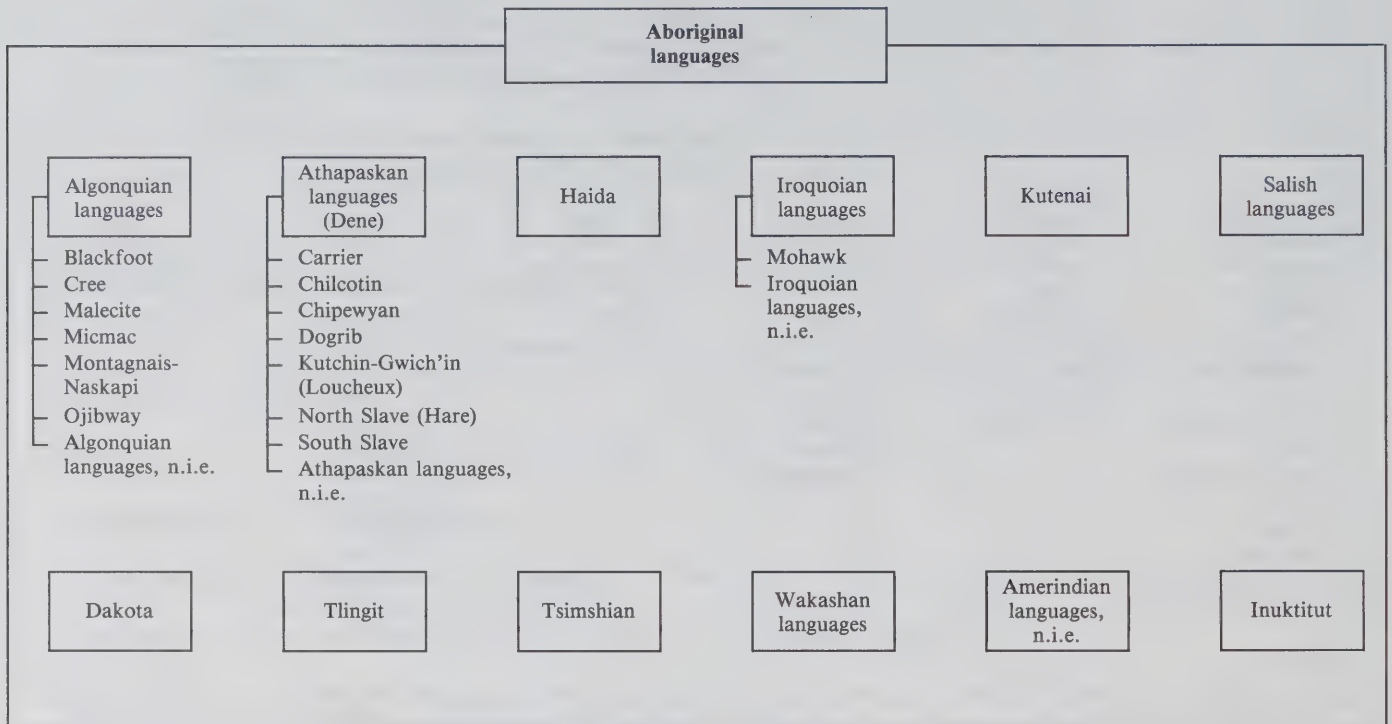 Aboriginal
languages
Algonquian
languages
Blackfoot
Cree
Malecite
Micmac
Montagnais-
Naskapi
Ojibway
Algonquian
languages, n.i.e.
Athapaskan
languages
(Dene)
Carrier
Chilcotin
Chipewyan
Dogrib
Kutchin-Gwich'in
(Loucheux)
North Slave (Hare)
South Slave
Athapaskan languages,
n.i.e.
Haida
Iroquoian
languages
Mohawk
Iroquoian
languages,
n.i.e.
Kutenai
Salish
languages
Dakota
Tlingit
Tsimshian
Wakashan
languages
Amerindian
languages,
n.i.e.
Inuktitut